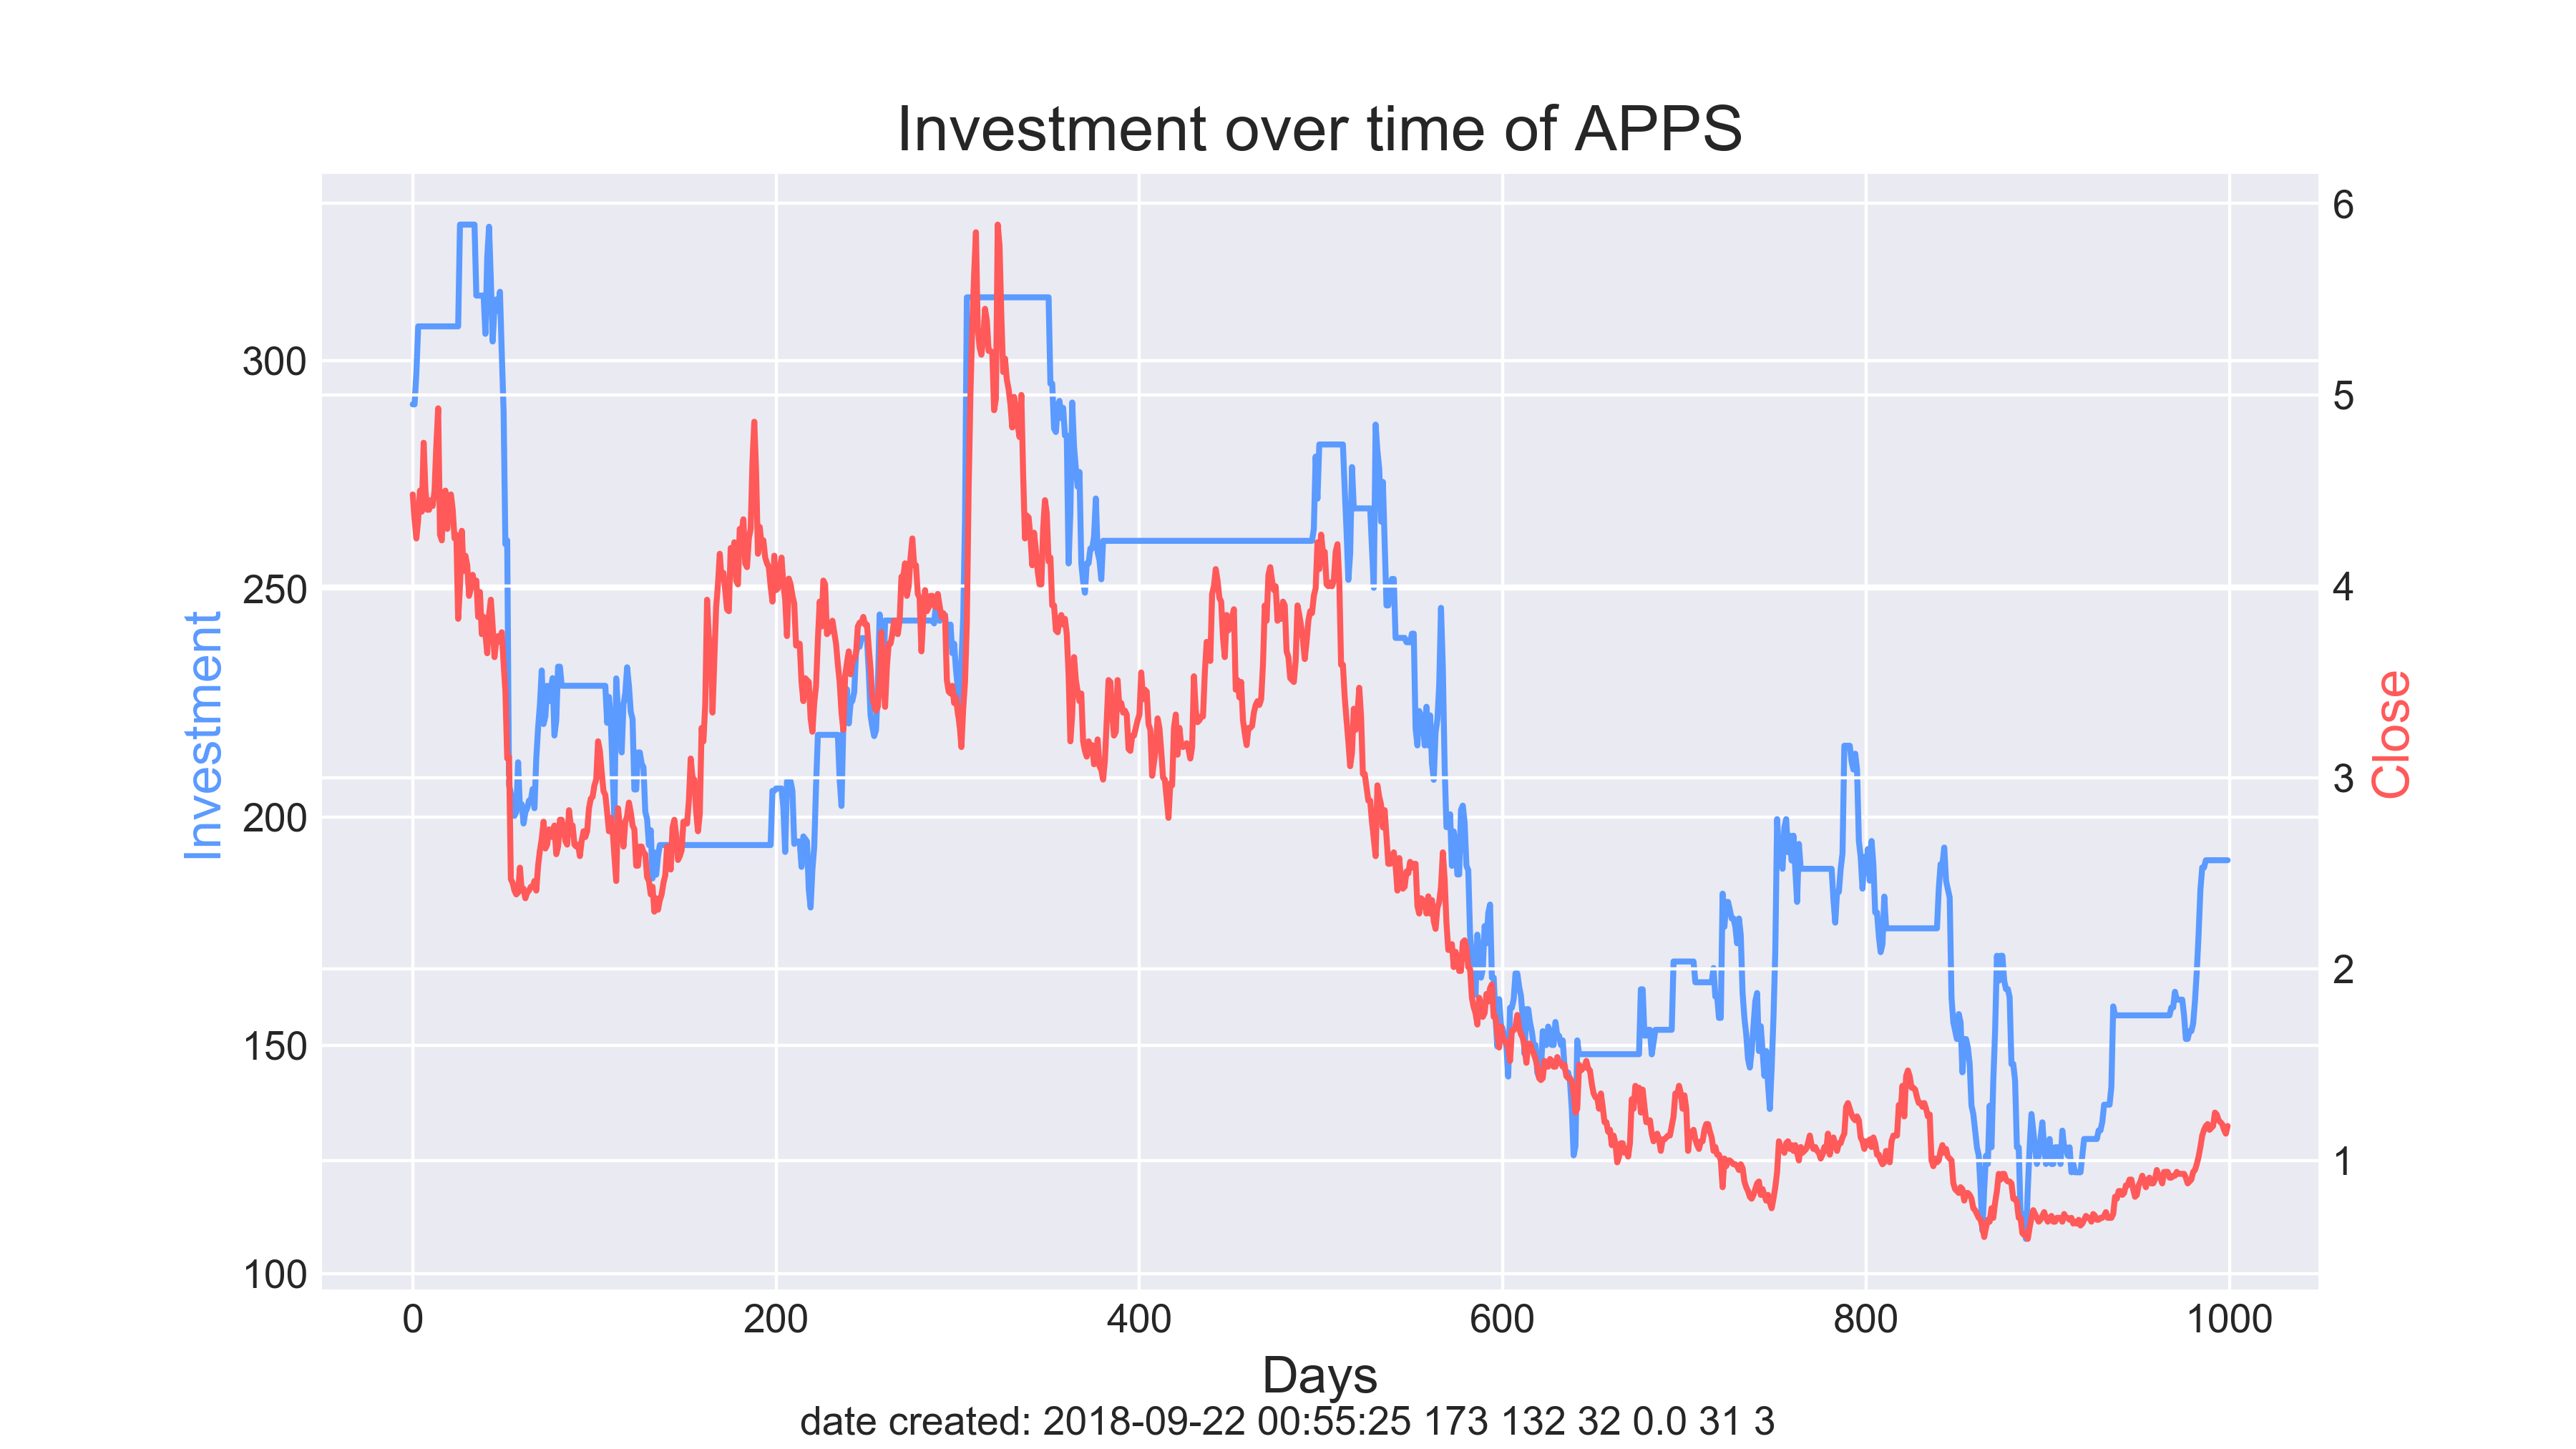 Investment over time of APPS
Investment
300
250
200
150
100
6
5
4
3
2
1
Close
0 200 400 600 800 1000
Days
date created: 2018-09-22 00:55:25 173 132 32 0.0 31 3